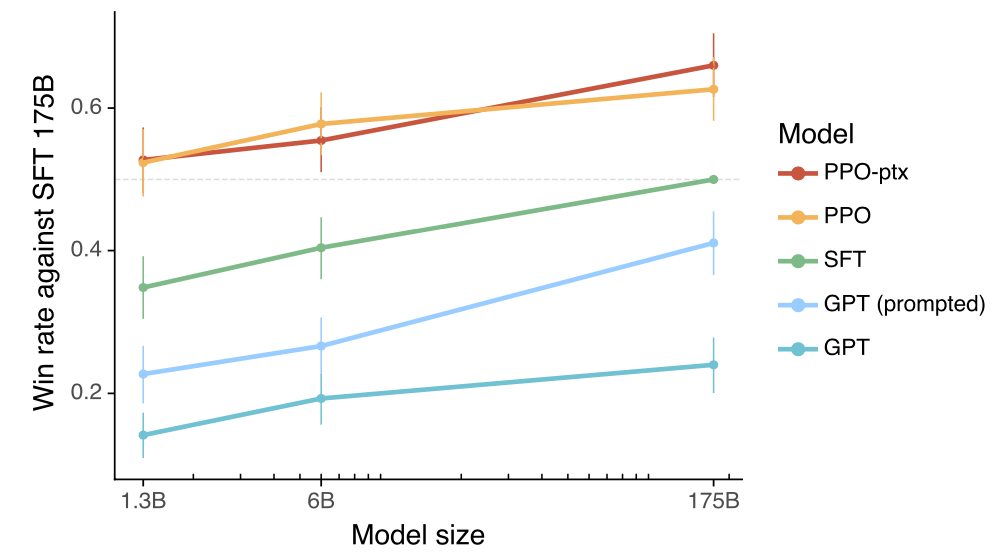 Win rate against SFT 175B
0.6
0.4
0.2
1.3B
6B
175B
Model size
Model
PPO-ptx
PPO
SFT
GPT (prompted)
GPT